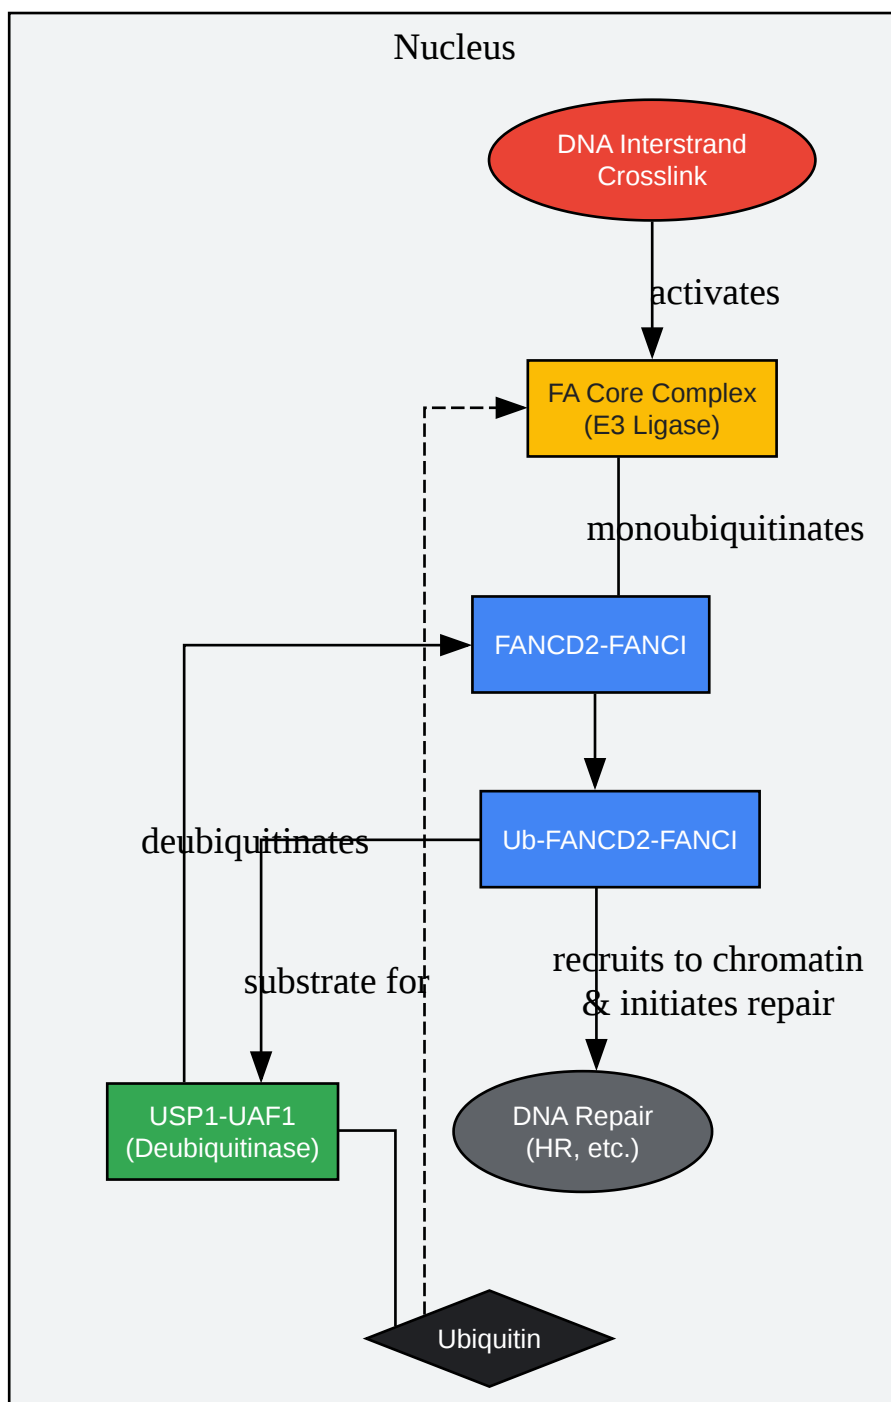 Nucleus
DNA Interstrand
Crosslink
activates
FA Core Complex
(E3 Ligase)
monoubiquitinates
FANCD2-FANCI
Ub-FANCD2-FANCI
deubiquitinates
recruits to chromatin
& initiates repair
substrate for
USP1-UAF1
(Deubiquitinase)
DNA Repair
(HR, etc.)
Ubiquitin